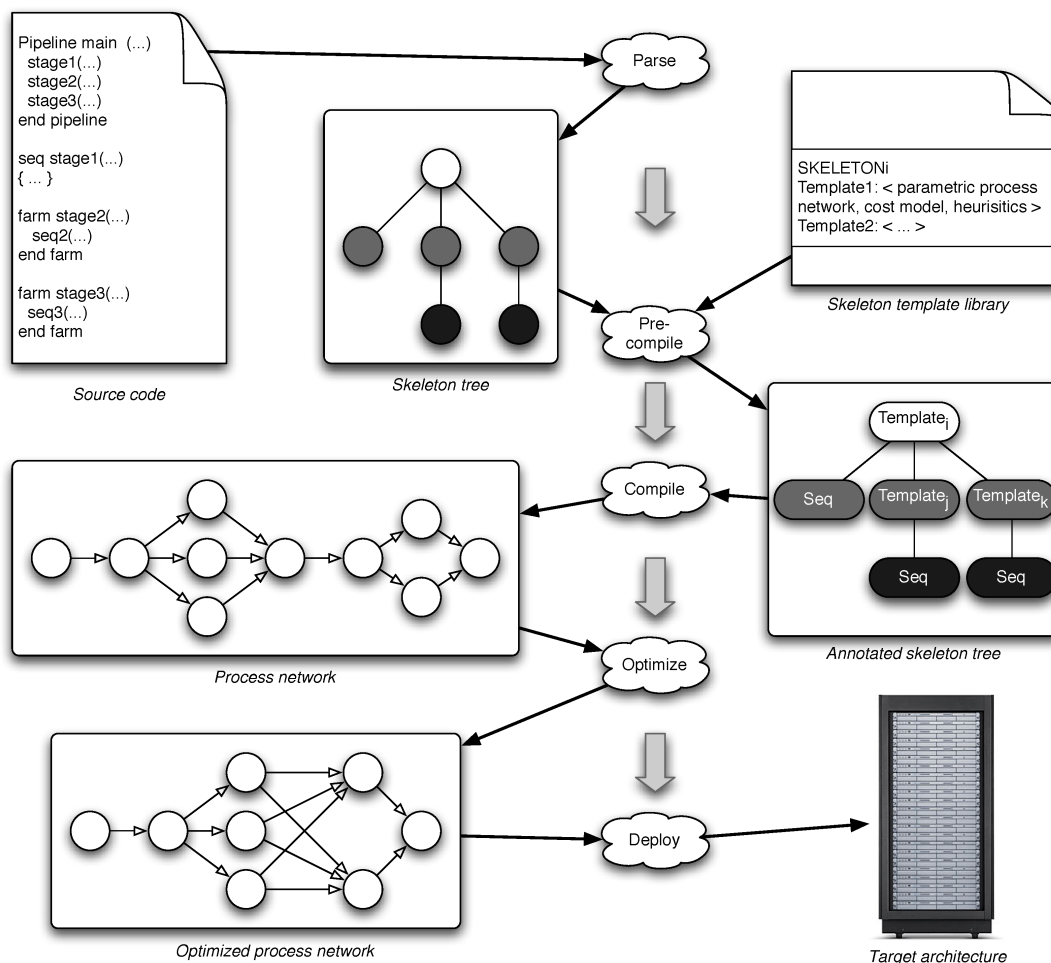 Pipeline main (...)
stage1(...)
stage2(...)
stage3(...)
end pipeline
seq stage1(...)
{ ... }
farm stage2(...)
seq2(...)
end farm
farm stage3(...)
seq3(...)
end farm
Source code
Parse
Skeleton tree
SKELETONi
Template1: < parametric process
network, cost model, heurisitics >
Template2: < ... >
Skeleton template library
Pre-
compile
Templatei
Seq
Templatej
Templatek
Seq
Seq
Annotated skeleton tree
Compile
Process network
Optimize
Optimized process network
Deploy
Target architecture